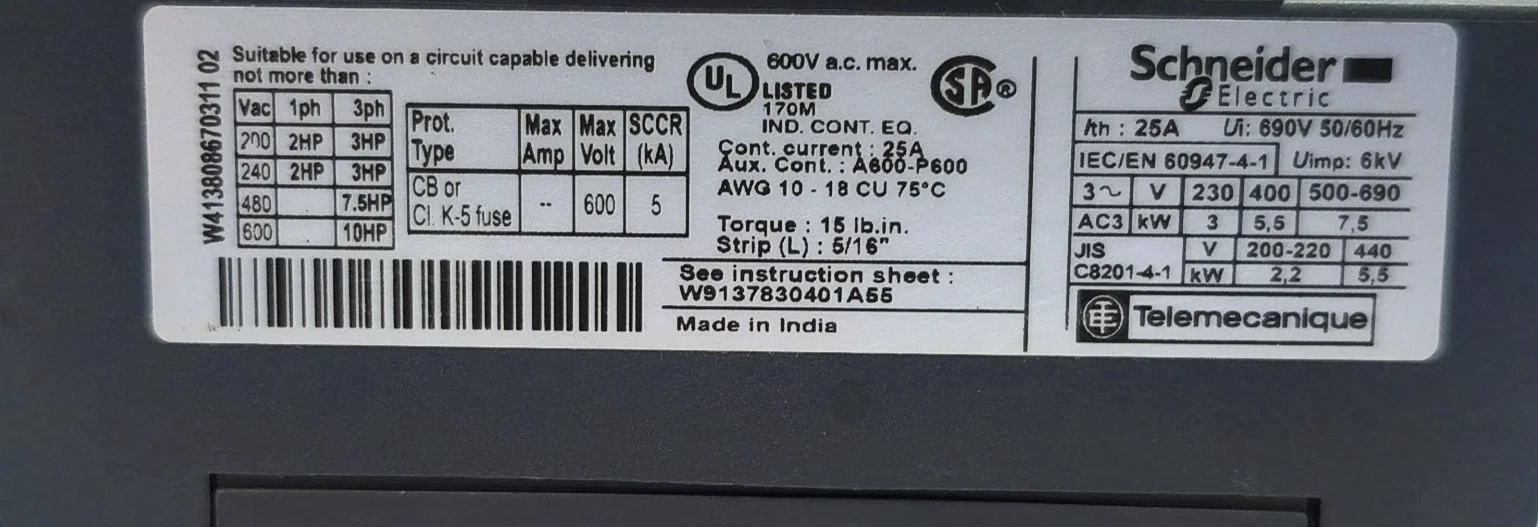 W41380867031​1 02
Suitable for use on a circuit capable delivering
not more than :
Vac 1ph 3ph
200 2HP 3HP
240 2HP 3HP
480 7.5HP
600 10HP
Prot. Type Max Amp Max Volt SCCR (kA)
CB or Cl. K-5 fuse -- 600 5
UL
600V a.c. max.
LISTED
170M
IND. CONT. EQ.
SA ®
Cont. current : 25A
Aux. Cont. : A600-P600
AWG 10 - 18 CU 75°C
Torque : 15 lb.in.
Strip (L) : 5/16"
See instruction sheet :
W9137830401A55
Made in India
Schneider
Electric
Ith : 25A Ui: 690V 50/60Hz
IEC/EN 60947-4-1 Uimp: 6kV
3~ V 230 400 500-690
AC3 kW 3 5,5 7,5
JIS V 200-220 440
C8201-4-1 kW 2,2 5,5
Telemecanique